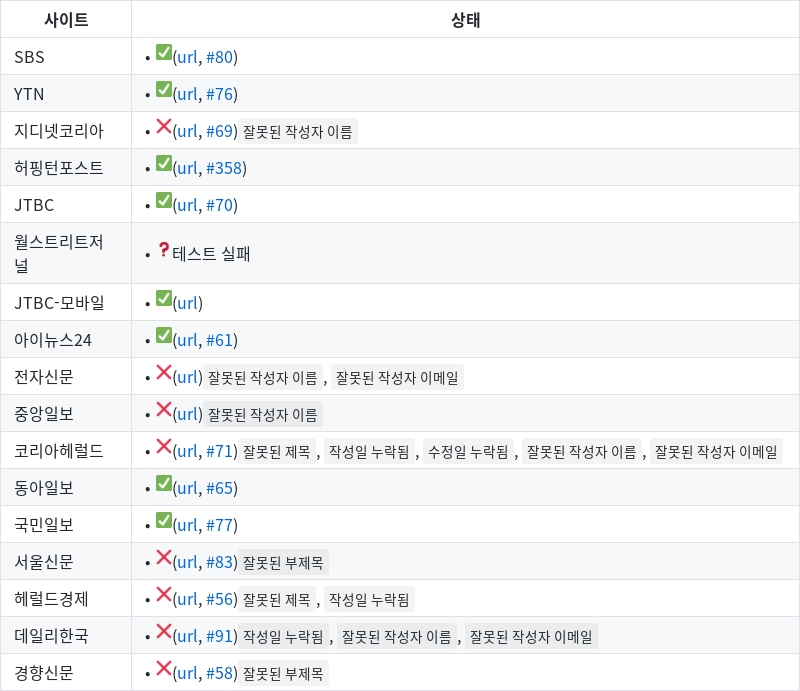 사이트 상태
SBS • ✅(url, #80)
YTN • ✅(url, #76)
지디넷코리아 • ❌(url, #69) 잘못된 작성자 이름
허핑턴포스트 • ✅(url, #358)
JTBC • ✅(url, #70)
월스트리트저
널 • ❓테스트 실패
JTBC-모바일 • ✅(url)
아이뉴스24 • ✅(url, #61)
전자신문 • ❌(url) 잘못된 작성자 이름 , 잘못된 작성자 이메일
중앙일보 • ❌(url) 잘못된 작성자 이름
코리아헤럴드 • ❌(url, #71) 잘못된 제목 , 작성일 누락됨 , 수정일 누락됨 , 잘못된 작성자 이름 , 잘못된 작성자 이메일
동아일보 • ✅(url, #65)
국민일보 • ✅(url, #77)
서울신문 • ❌(url, #83) 잘못된 부제목
헤럴드경제 • ❌(url, #56) 잘못된 제목 , 작성일 누락됨
데일리한국 • ❌(url, #91) 작성일 누락됨 , 잘못된 작성자 이름 , 잘못된 작성자 이메일
경향신문 • ❌(url, #58) 잘못된 부제목